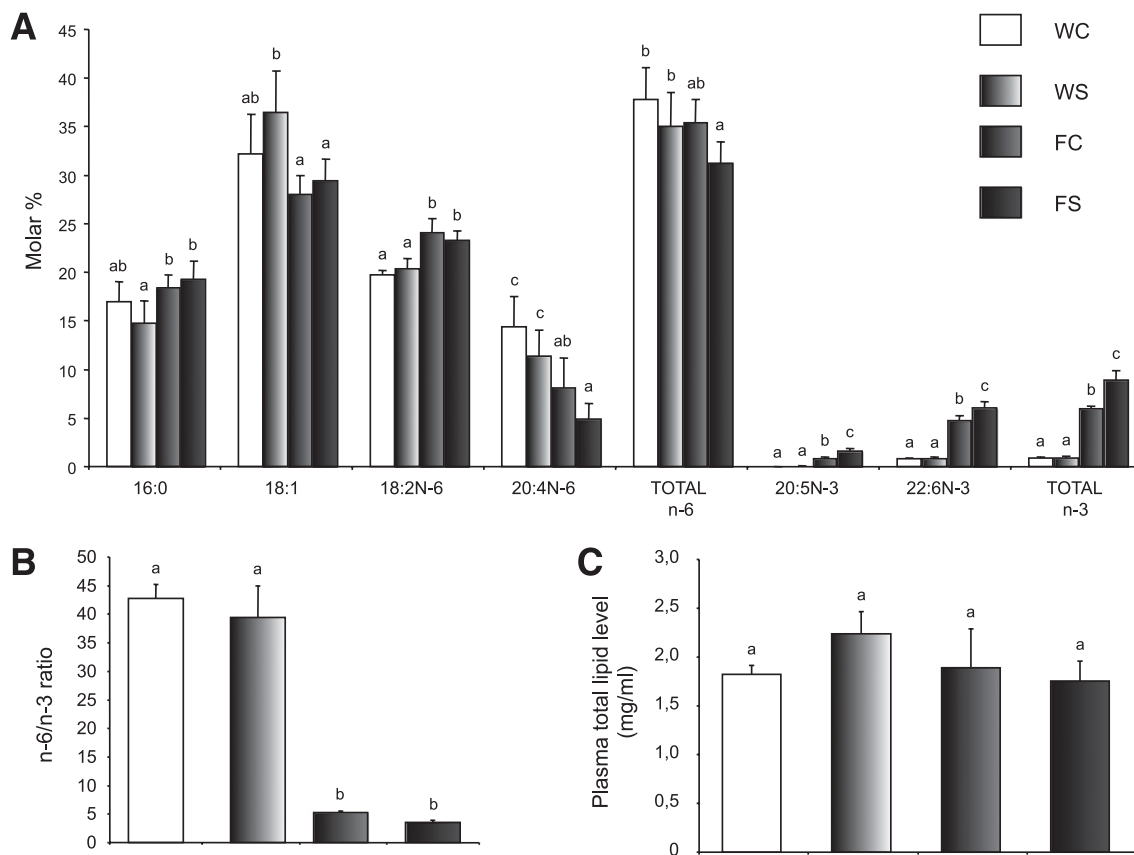 A
45
40
35
30
25
20
15
10
5
0
Molar %
ab b a a
ab a b b
a a b b
c c ab a
b b ab a
a a b c
a a b c
a a b c
16:0 18:1 18:2N-6 20:4N-6 TOTAL n-6 20:5N-3 22:6N-3 TOTAL n-3
WC
WS
FC
FS
B
50
45
40
35
30
25
20
15
10
5
0
n-6/n-3 ratio
a a b b
C
3,0
2,5
2,0
1,5
1,0
0,5
0
Plasma total lipid level
(mg/ml)
a a a a